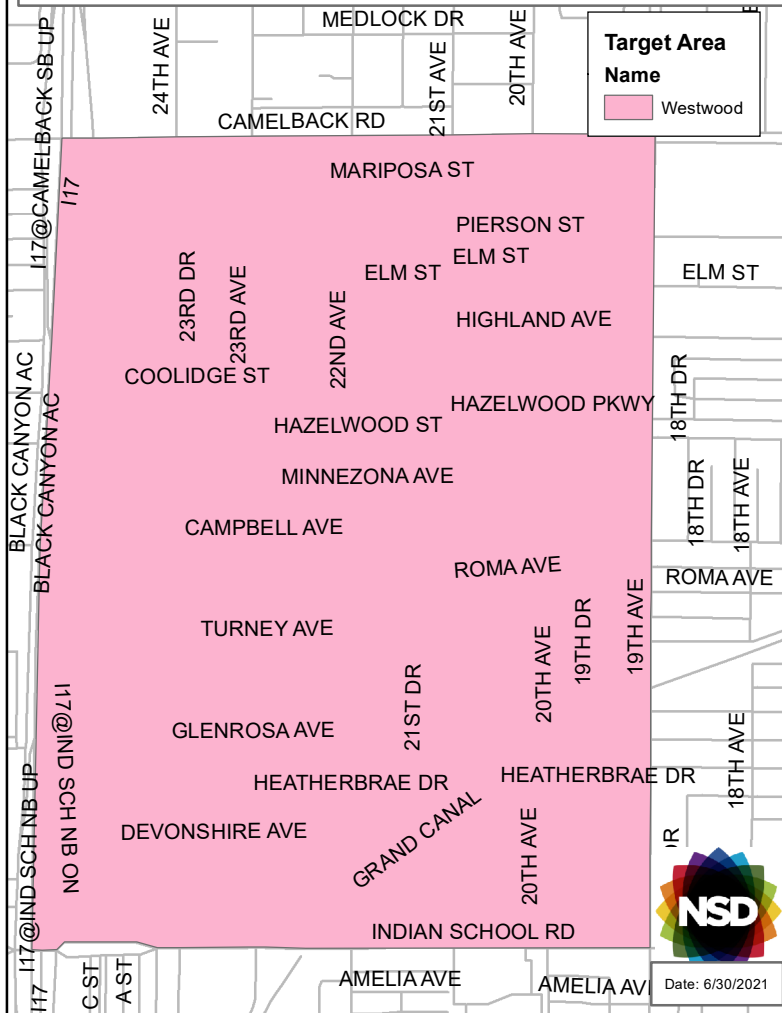 MEDLOCK DR
24TH AVE
21ST AVE
20TH AVE
CAMELBACK RD
Target Area
Name
Westwood
I17@CAMELBACK SB UP
I17
MARIPOSA ST
PIERSON ST
ELM ST
ELM ST
ELM ST
23RD DR
23RD AVE
22ND AVE
HIGHLAND AVE
COOLIDGE ST
BLACK CANYON AC
BLACK CANYON AC
HAZELWOOD ST
HAZELWOOD PKWY
18TH DR
MINNEZONA AVE
18TH DR
18TH AVE
CAMPBELL AVE
ROMA AVE
ROMA AVE
TURNEY AVE
20TH AVE
19TH DR
19TH AVE
I17@IND SCH NB ON
21ST DR
GLENROSA AVE
18TH AVE
HEATHERBRAE DR
HEATHERBRAE DR
I17@IND SCH NB UP
DEVONSHIRE AVE
GRAND CANAL
20TH AVE
NSD
INDIAN SCHOOL RD
I17
C ST
A ST
AMELIA AVE
AMELIA AV
Date: 6/30/2021